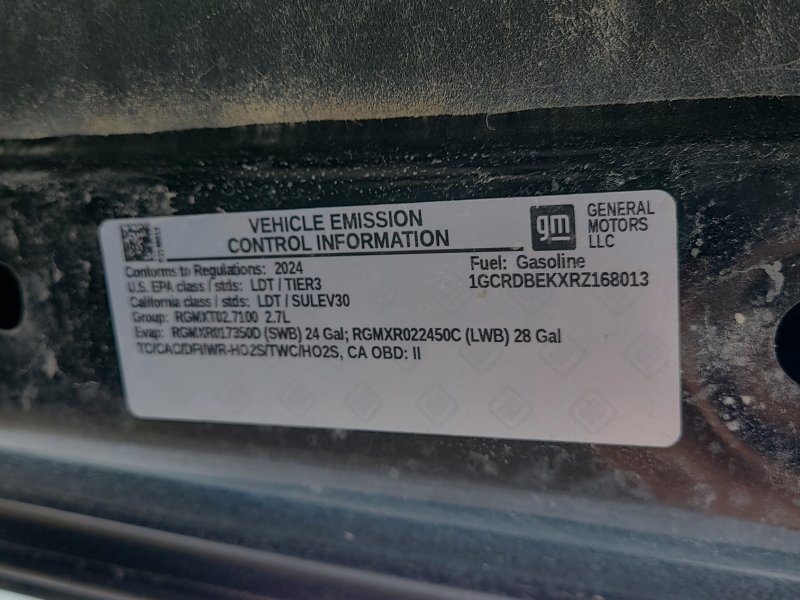 VEHICLE EMISSION
CONTROL INFORMATION
gm
GENERAL
MOTORS
LLC
Conforms to Regulations: 2024
U.S. EPA class / stds: LDT / TIER3
California class / stds: LDT / SULEV30
Group: RGMXT02.7100 2.7L
Evap: RGMXR017350D (SWB) 24 Gal; RGMXR022450C (LWB) 28 Gal
TC/CAC/DFI/WR-HO2S/TWC/HO2S, CA OBD: II
Fuel: Gasoline
1GCRDBEKXRZ168013